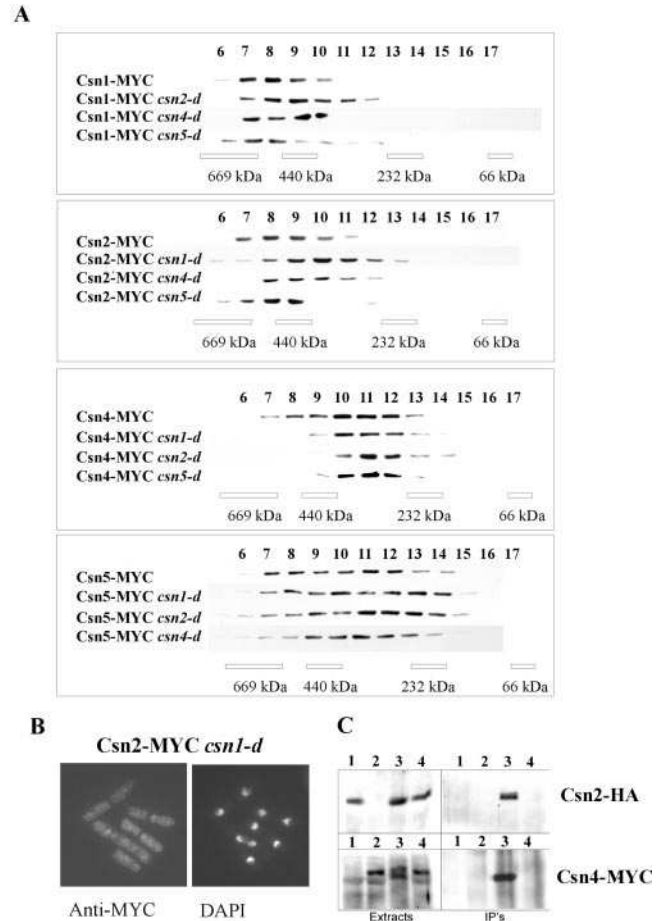 A
6 7 8 9 10 11 12 13 14 15 16 17
Csn1-MYC
Csn1-MYC csn2-d
Csn1-MYC csn4-d
Csn1-MYC csn5-d
669 kDa 440 kDa 232 kDa 66 kDa
6 7 8 9 10 11 12 13 14 15 16 17
Csn2-MYC
Csn2-MYC csn1-d
Csn2-MYC csn4-d
Csn2-MYC csn5-d
669 kDa 440 kDa 232 kDa 66 kDa
6 7 8 9 10 11 12 13 14 15 16 17
Csn4-MYC
Csn4-MYC csn1-d
Csn4-MYC csn2-d
Csn4-MYC csn5-d
669 kDa 440 kDa 232 kDa 66 kDa
6 7 8 9 10 11 12 13 14 15 16 17
Csn5-MYC
Csn5-MYC csn1-d
Csn5-MYC csn2-d
Csn5-MYC csn4-d
669 kDa 440 kDa 232 kDa 66 kDa
B
Csn2-MYC csn1-d
Anti-MYC DAPI
C
1 2 3 4 1 2 3 4
Csn2-HA
1 2 3 4 1 2 3 4
Csn4-MYC
Extracts IP's